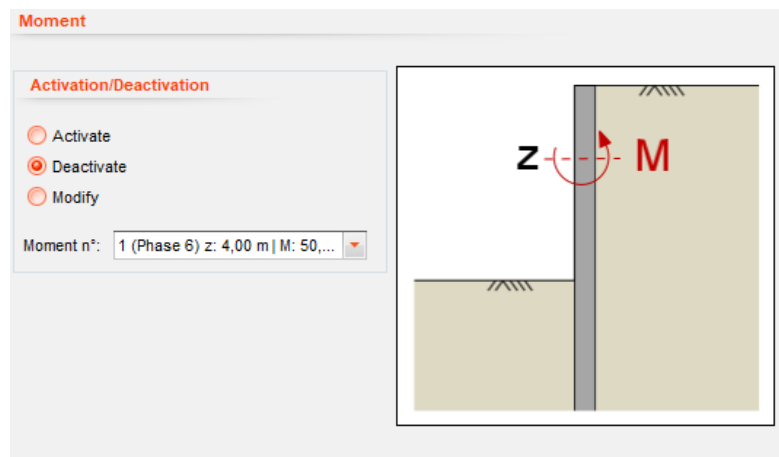 Moment
Activation/Deactivation
Activate
Deactivate
Modify
Moment n°: 1 (Phase 6) z: 4,00 m | M: 50,...
z M